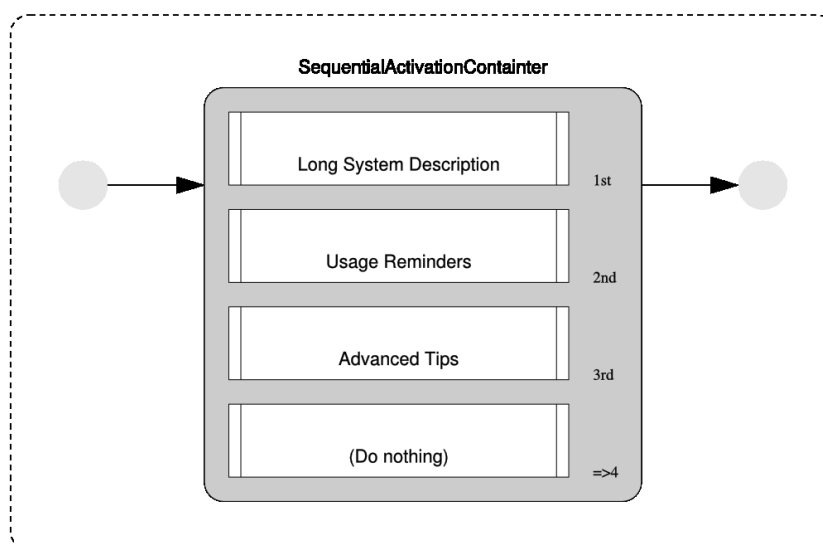 SequentialActivationContainter
Long System Description
1st
Usage Reminders
2nd
Advanced Tips
3rd
(Do nothing)
=>4